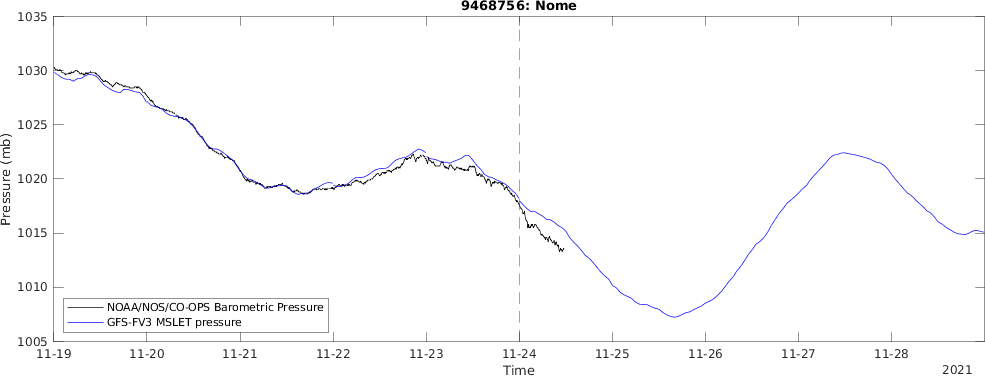 9468756: Nome
1035
1030
1025
1020
1015
1010
1005
Pressure (mb)
NOAA/NOS/CO-OPS Barometric Pressure
GFS-FV3 MSLET pressure
11-19 11-20 11-21 11-22 11-23 11-24 11-25 11-26 11-27 11-28
Time
2021